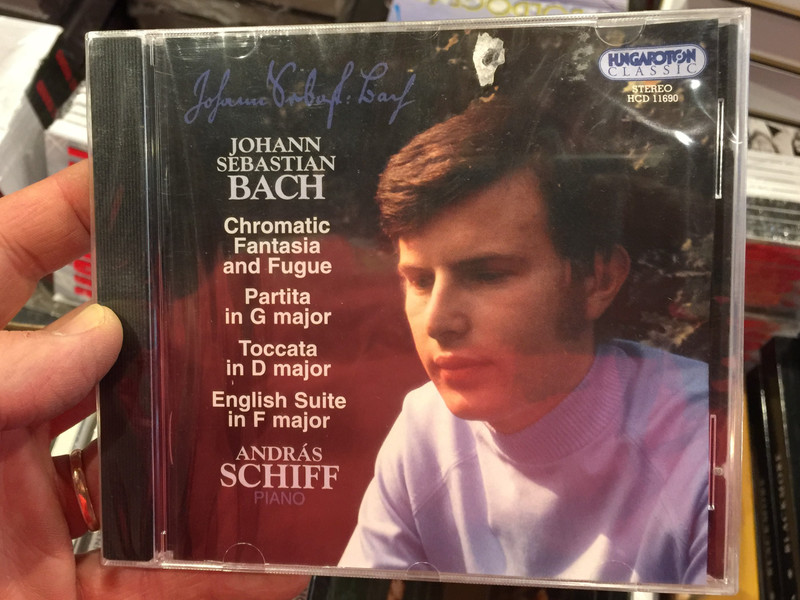 Johann Sebast: Bach
HUNGAROTON
CLASSIC
STEREO
HCD 11690
JOHANN
SEBASTIAN
BACH
Chromatic
Fantasia
and Fugue
Partita
in G major
Toccata
in D major
English Suite
in F major
ANDRÁS
SCHIFF
PIANO